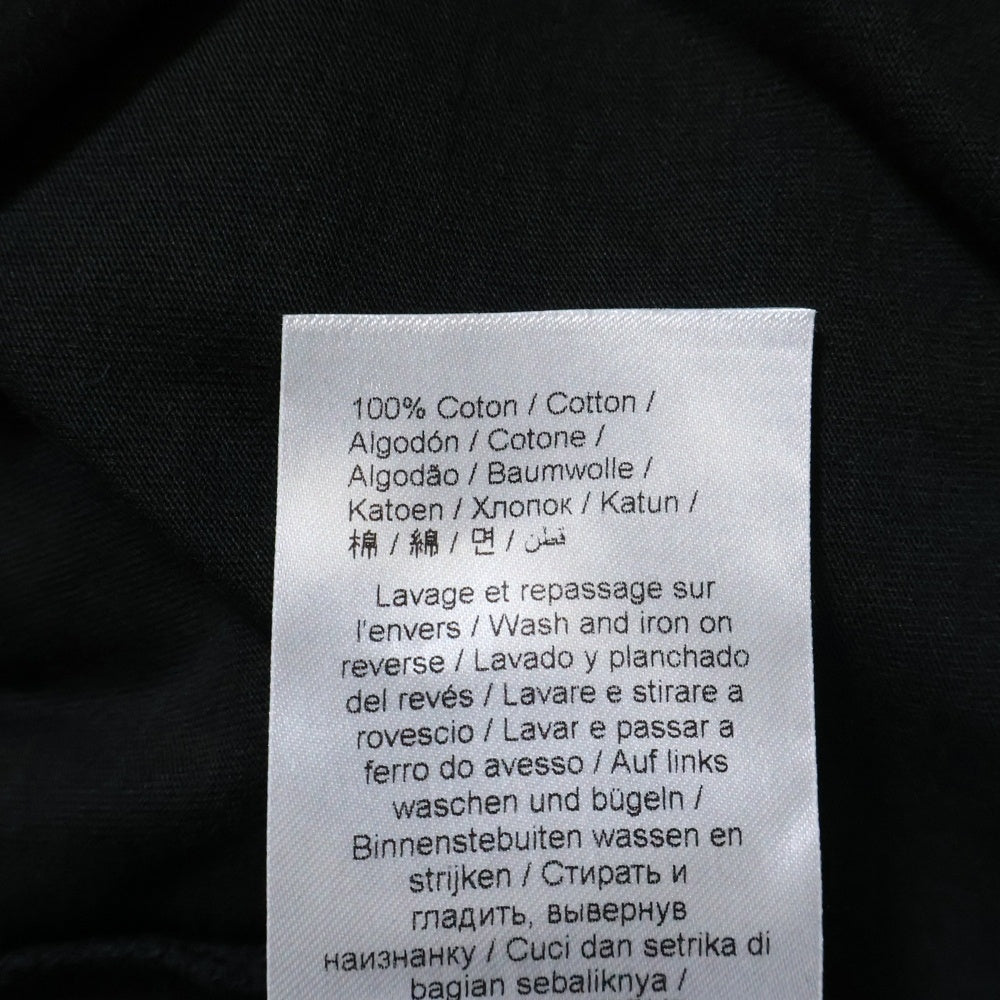 100% Coton / Cotton /
Algodón / Cotone /
Algodão / Baumwolle /
Katoen / Хлопок / Katun /
棉 / 綿 / 면 / قطن
Lavage et repassage sur
l'envers / Wash and iron on
reverse / Lavado y planchado
del revés / Lavare e stirare a
rovescio / Lavar e passar a
ferro do avesso / Auf links
waschen und bügeln /
Binnenstebuiten wassen en
strijken / Стирать и
гладить, вывернув
наизнанку / Cuci dan setrika di
bagian sebaliknya /